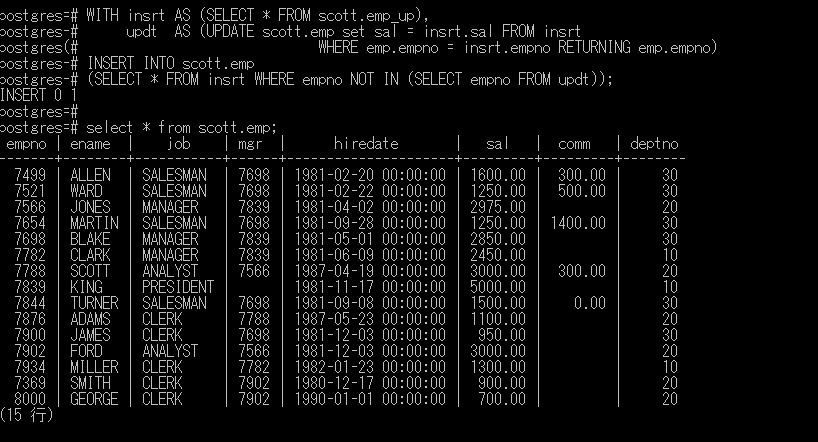 postgres=# WITH insrt AS (SELECT * FROM scott.emp_up),
postgres-#      updt  AS (UPDATE scott.emp set sal = insrt.sal FROM insrt
postgres(#                              WHERE emp.empno = insrt.empno RETURNING emp.empno)
postgres-# INSERT INTO scott.emp
postgres-# (SELECT * FROM insrt WHERE empno NOT IN (SELECT empno FROM updt));
INSERT 0 1
postgres=#
postgres=# select * from scott.emp;
 empno | ename  |    job    | mgr  |      hiredate       |   sal   |  comm   | deptno
-------+--------+-----------+------+---------------------+---------+---------+--------
  7499 | ALLEN  | SALESMAN  | 7698 | 1981-02-20 00:00:00 | 1600.00 |  300.00 |     30
  7521 | WARD   | SALESMAN  | 7698 | 1981-02-22 00:00:00 | 1250.00 |  500.00 |     30
  7566 | JONES  | MANAGER   | 7839 | 1981-04-02 00:00:00 | 2975.00 |         |     20
  7654 | MARTIN | SALESMAN  | 7698 | 1981-09-28 00:00:00 | 1250.00 | 1400.00 |     30
  7698 | BLAKE  | MANAGER   | 7839 | 1981-05-01 00:00:00 | 2850.00 |         |     30
  7782 | CLARK  | MANAGER   | 7839 | 1981-06-09 00:00:00 | 2450.00 |         |     10
  7788 | SCOTT  | ANALYST   | 7566 | 1987-04-19 00:00:00 | 3000.00 |  300.00 |     20
  7839 | KING   | PRESIDENT |      | 1981-11-17 00:00:00 | 5000.00 |         |     10
  7844 | TURNER | SALESMAN  | 7698 | 1981-09-08 00:00:00 | 1500.00 |    0.00 |     30
  7876 | ADAMS  | CLERK     | 7788 | 1987-05-23 00:00:00 | 1100.00 |         |     20
  7900 | JAMES  | CLERK     | 7698 | 1981-12-03 00:00:00 |  950.00 |         |     30
  7902 | FORD   | ANALYST   | 7566 | 1981-12-03 00:00:00 | 3000.00 |         |     20
  7934 | MILLER | CLERK     | 7782 | 1982-01-23 00:00:00 | 1300.00 |         |     10
  7369 | SMITH  | CLERK     | 7902 | 1980-12-17 00:00:00 |  900.00 |         |     20
  8000 | GEORGE | CLERK     | 7902 | 1990-01-01 00:00:00 |  700.00 |         |     20
(15 行)